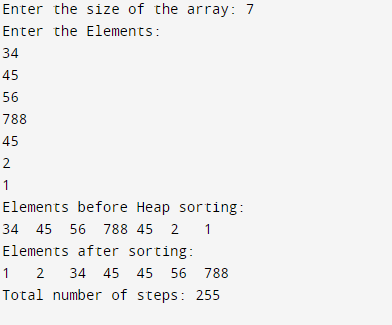 Enter the size of the array: 7
Enter the Elements:
34
45
56
788
45
2
1
Elements before Heap sorting:
34 45 56 788 45 2 1
Elements after sorting:
1 2 34 45 45 56 788
Total number of steps: 255